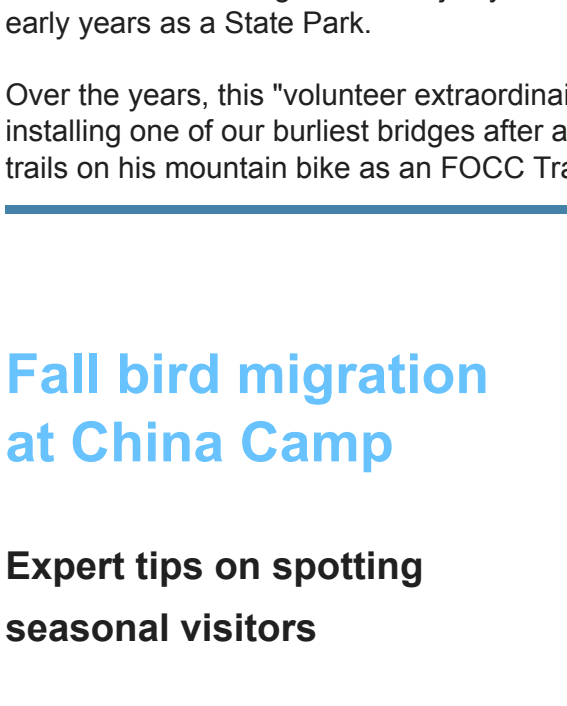 early years as a State Park.
Over the years, this "volunteer
installing one of our burliest bridges after
trails on his mountain bike as an FOCC
Fall bird migration
at China Camp
Expert tips on spotting
seasonal visitors